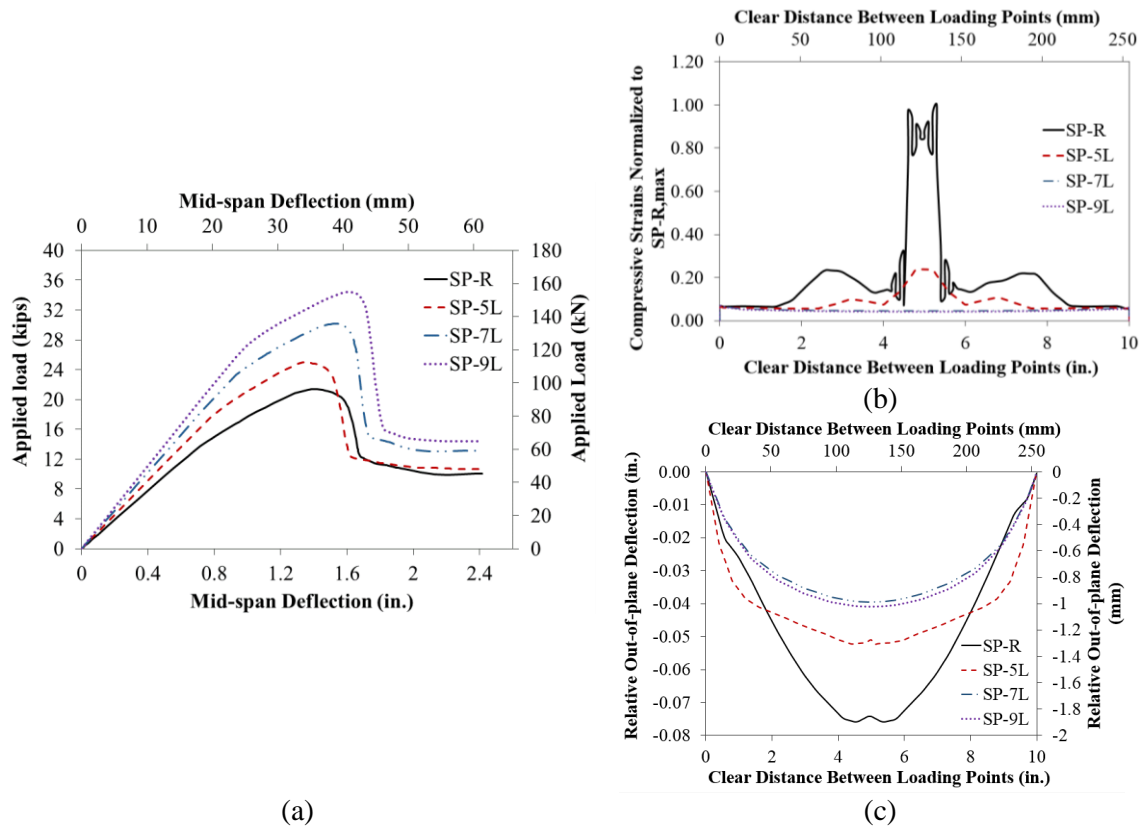 Mid-span Deflection (mm)
0 10 20 30 40 50 60
40
36
32
28
24
20
16
12
8
4
0
Applied load (kips)
180
160
140
120
100
80
60
40
20
0
Applied Load (kN)
SP-R
SP-5L
SP-7L
SP-9L
0 0.4 0.8 1.2 1.6 2 2.4
Mid-span Deflection (in.)
(a)
Clear Distance Between Loading Points (mm)
0 50 100 150 200 250
1.20
1.00
0.80
0.60
0.40
0.20
0.00
Compressive Strains Normalized to
SP-R,max
SP-R
SP-5L
SP-7L
SP-9L
0 2 4 6 8 10
Clear Distance Between Loading Points (in.)
(b)
Clear Distance Between Loading Points (mm)
0 50 100 150 200 250
0.00
-0.01
-0.02
-0.03
-0.04
-0.05
-0.06
-0.07
-0.08
Relative Out-of-plane Deflection (in.)
0
-0.2
-0.4
-0.6
-0.8
-1
-1.2
-1.4
-1.6
-1.8
-2
Relative Out-of-plane Deflection
(mm)
SP-R
SP-5L
SP-7L
SP-9L
0 2 4 6 8 10
Clear Distance Between Loading Points (in.)
(c)